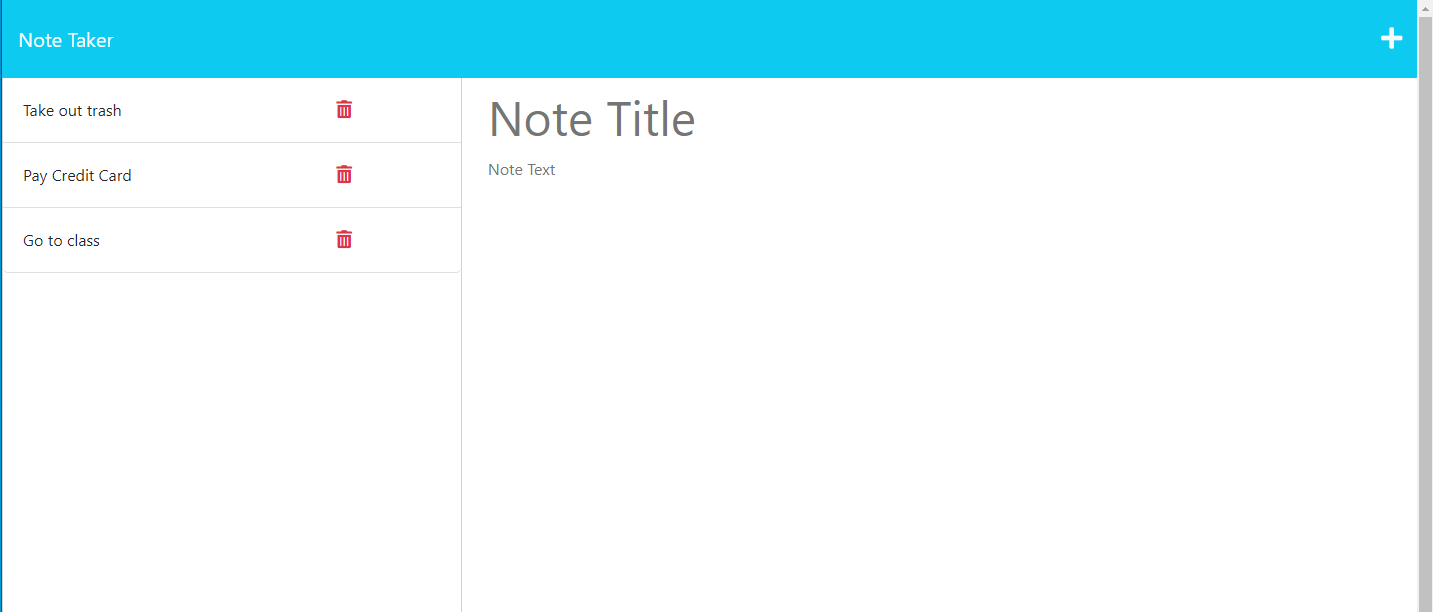 Note Taker
Take out trash
Pay Credit Card
Go to class
Note Title
Note Text